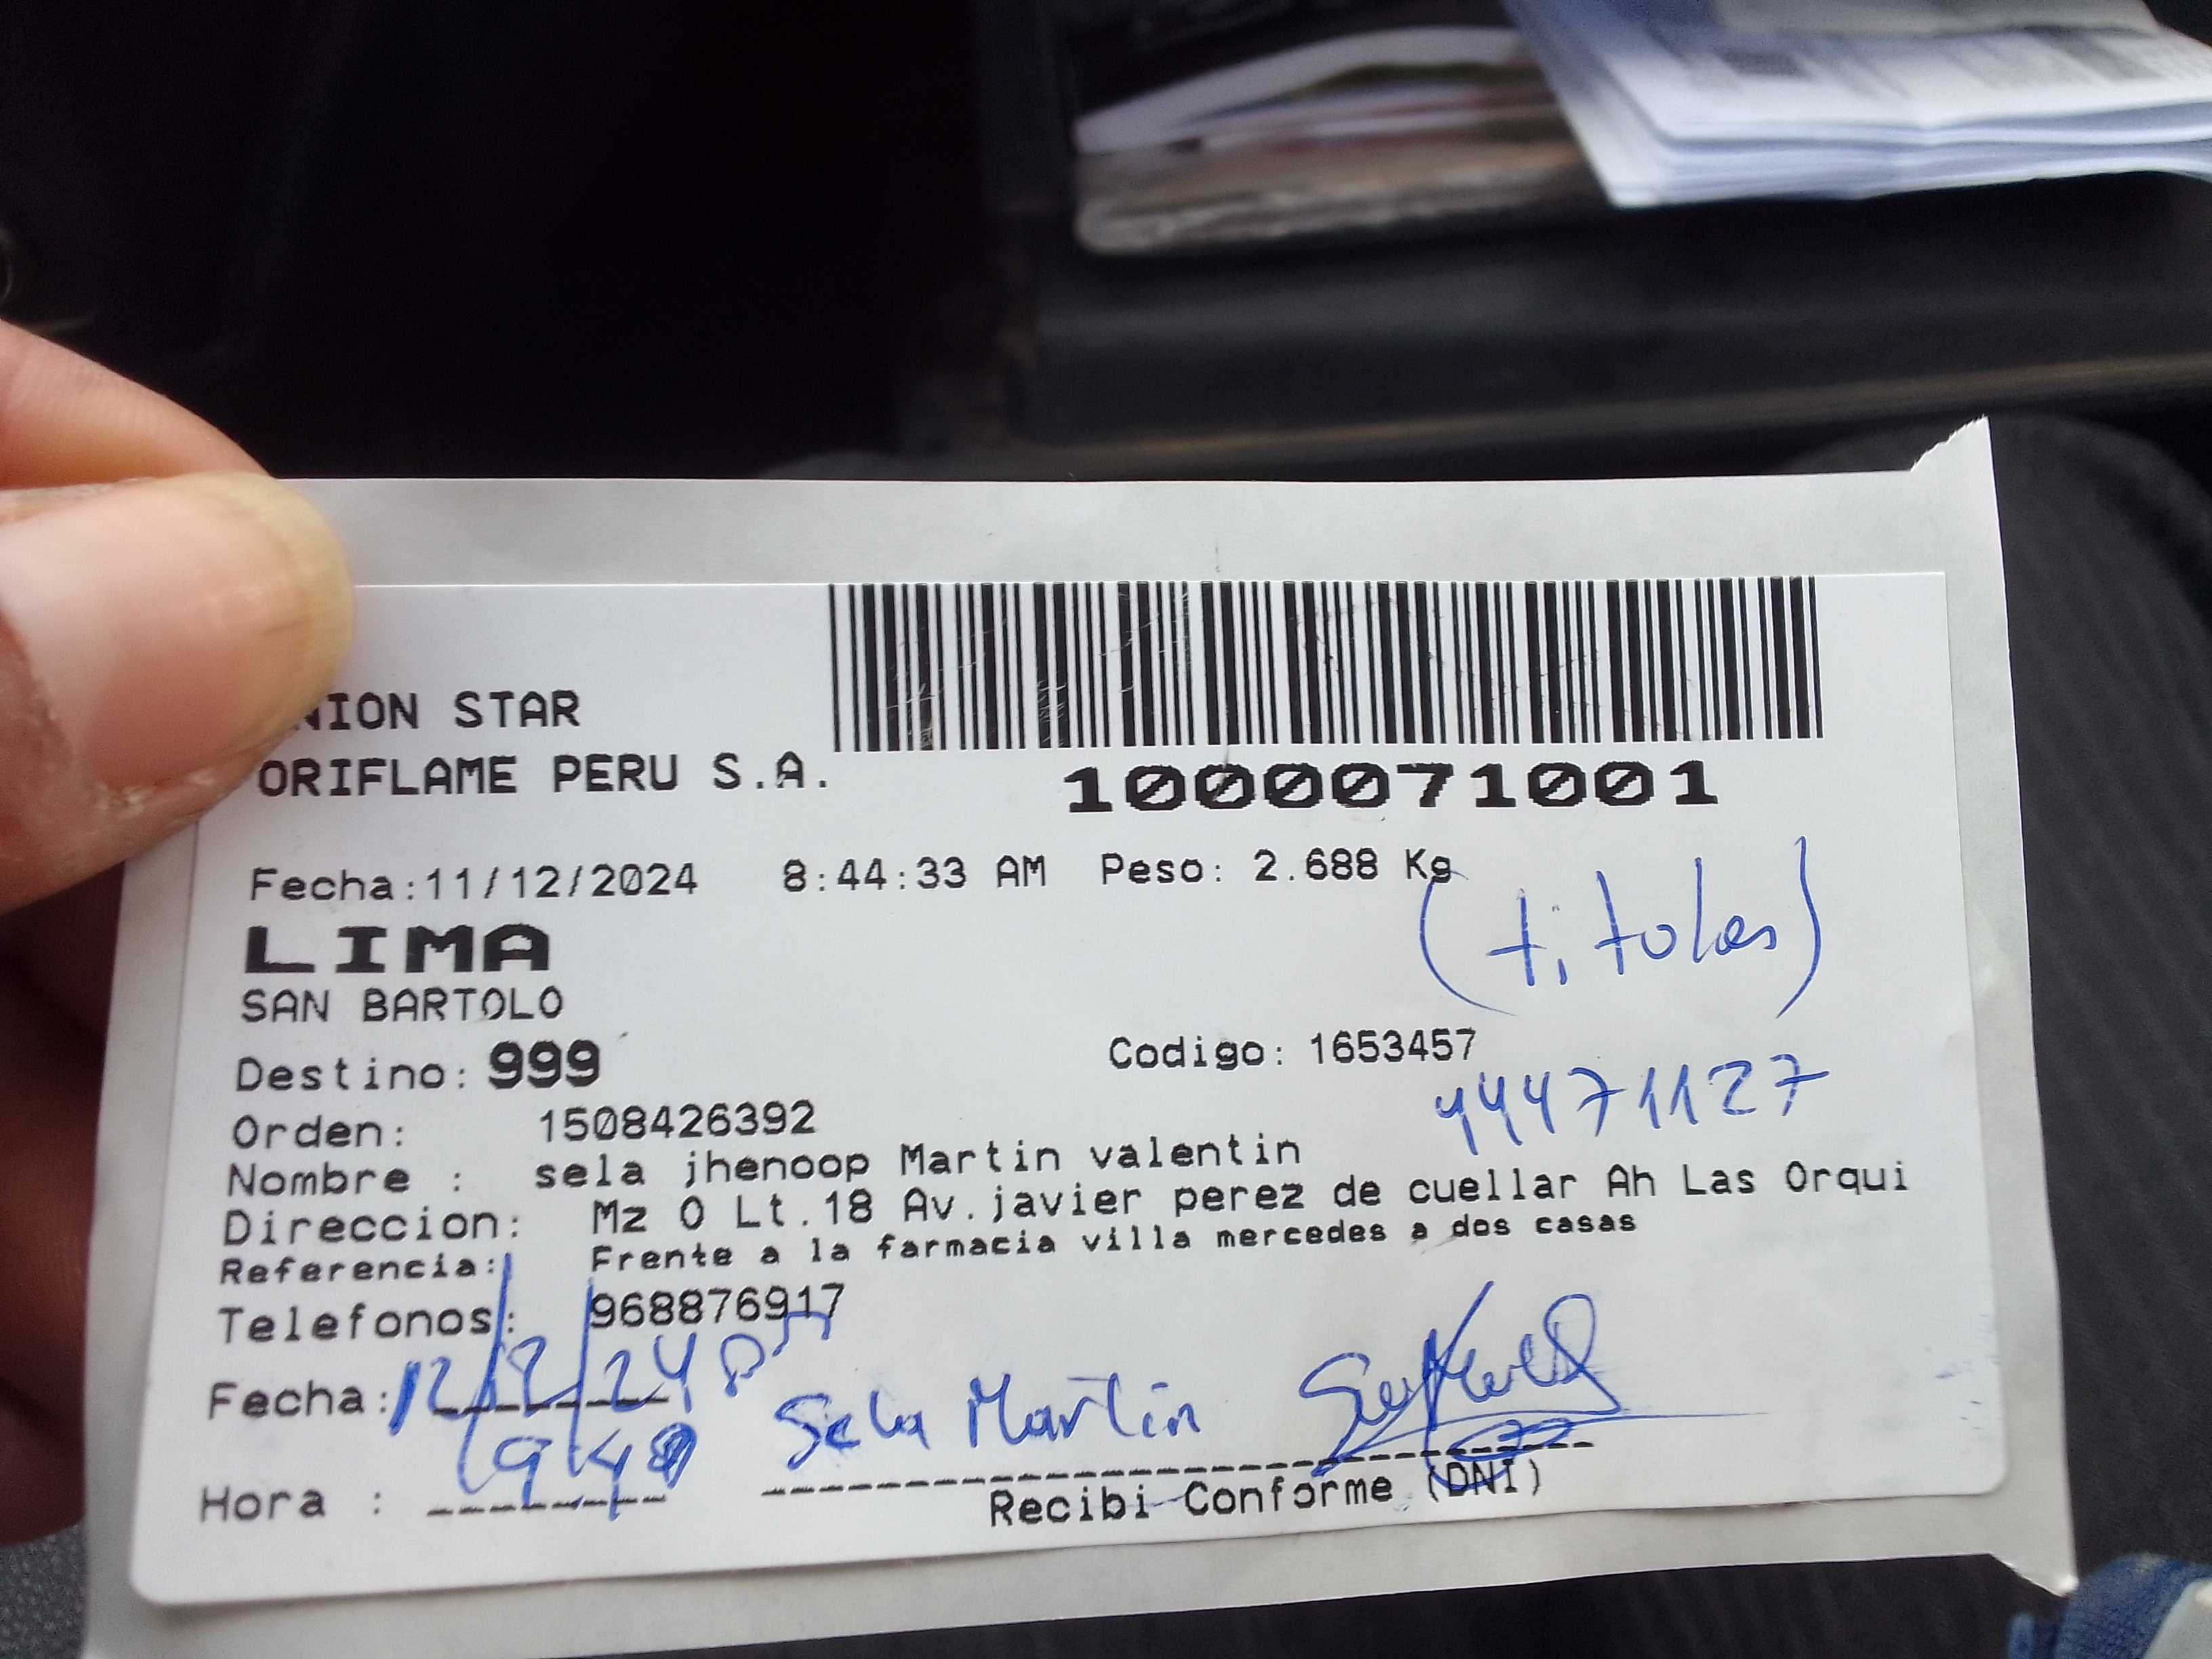 NION STAR
ORIFLAME PERU S.A.
1000071001
Fecha:11/12/2024 8:44:33 AM Peso: 2.688 Kg
LIMA
(titolas)
SAN BARTOLO
Destino: 999 Codigo: 1653457
44471127
Orden: 1508426392
Nombre : sela jhenoop Martin valentin
Direccion: Mz O Lt.18 Av.javier perez de cuellar Ah Las Orqui
Referencia: Frente a la farmacia villa mercedes a dos casas
Telefonos: 968876917
Fecha: 12/12/24 Sela Martin
Hora :
Recibi Conforme (DNI)